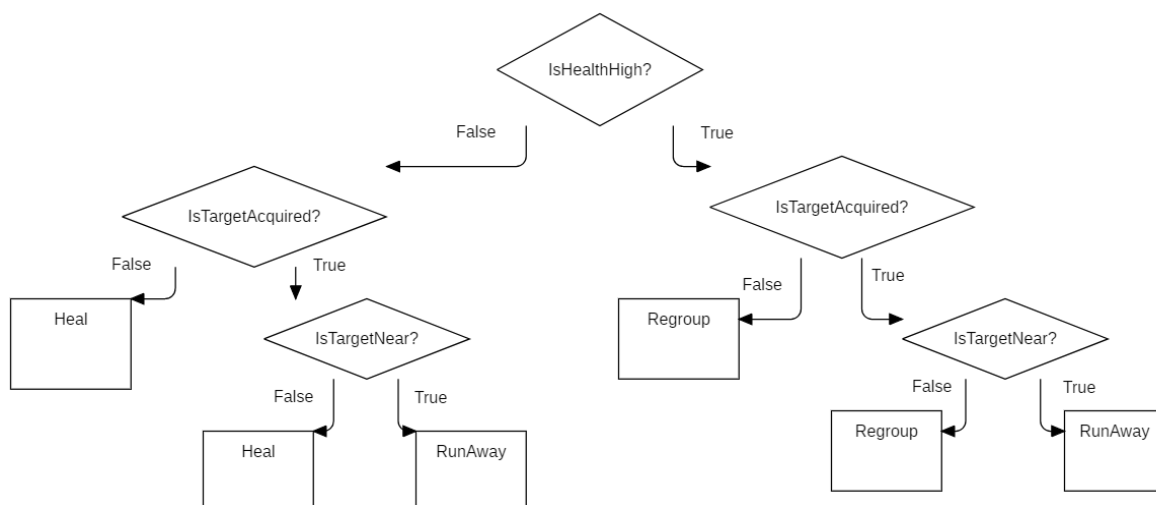 IsHealthHigh?
False
True
IsTargetAcquired?
IsTargetAcquired?
False
True
False
True
Heal
IsTargetNear?
Regroup
IsTargetNear?
False
True
False
True
Heal
RunAway
Regroup
RunAway